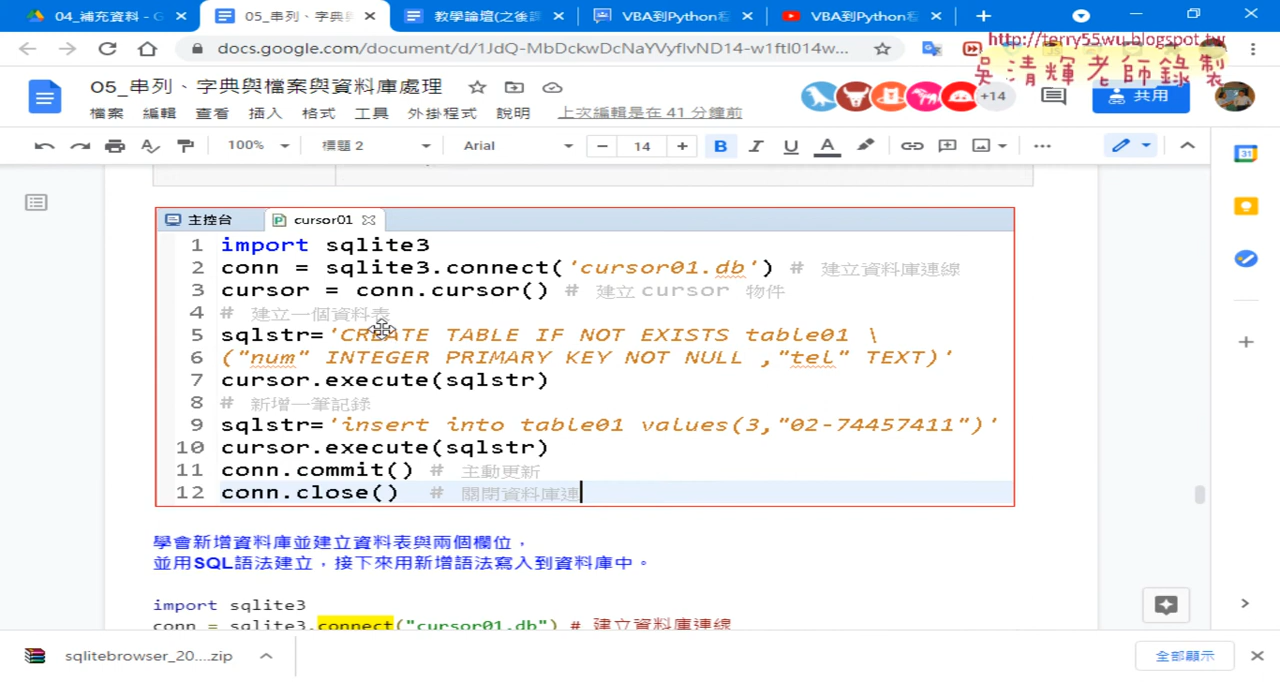 04_補充資料 - G
05_串列、字典與
教學論壇(之後課
VBA到Python程
VBA到Python程
docs.google.com/document/d/1JdQ-MbDckwDcNaYVyflvND14-w1ftl014w...
http://terry55.wu.blogspot.tw
吳清輝老師錄製
05_串列、字典與檔案與資料庫處理
+14
共用
檔案 編輯 查看 插入 格式 工具 外掛程式 說明 上次編輯是在 41 分鐘前
100% 標題 2 Arial 14 B I U A
31
主控台 cursor01
1 import sqlite3
2 conn = sqlite3.connect('cursor01.db') # 建立資料庫連線
3 cursor = conn.cursor() # 建立 cursor 物件
4 # 建立一個資料表
5 sqlstr='CREATE TABLE IF NOT EXISTS table01 \
6 ("num" INTEGER PRIMARY KEY NOT NULL ,"tel" TEXT)'
7 cursor.execute(sqlstr)
8 # 新增一筆記錄
9 sqlstr='insert into table01 values(3,"02-74457411")'
10 cursor.execute(sqlstr)
11 conn.commit() # 主動更新
12 conn.close() # 關閉資料庫連
學會新增資料庫並建立資料表與兩個欄位，
並用SQL語法建立，接下來用新增語法寫入到資料庫中。
import sqlite3
conn = sqlite3.connect("cursor01.db") # 建立資料庫連線
sqlitebrowser_20....zip
全部顯示